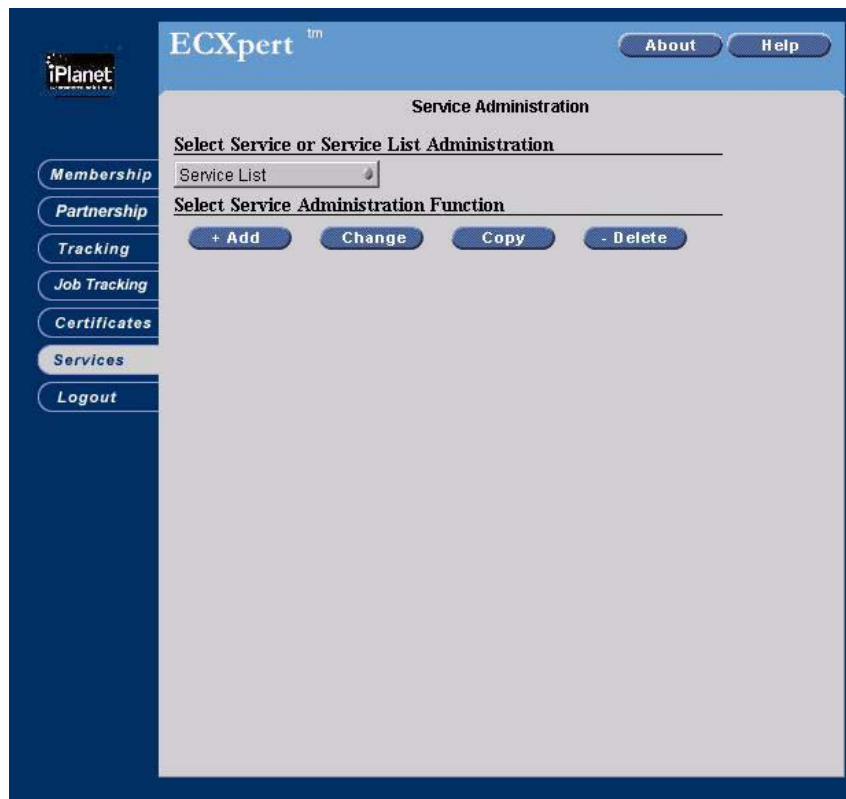 ECXpert tm
About
Help
iPlanet
Service Administration
Select Service or Service List Administration
Service List
Select Service Administration Function
+ Add
Change
Copy
- Delete
Membership
Partnership
Tracking
Job Tracking
Certificates
Services
Logout